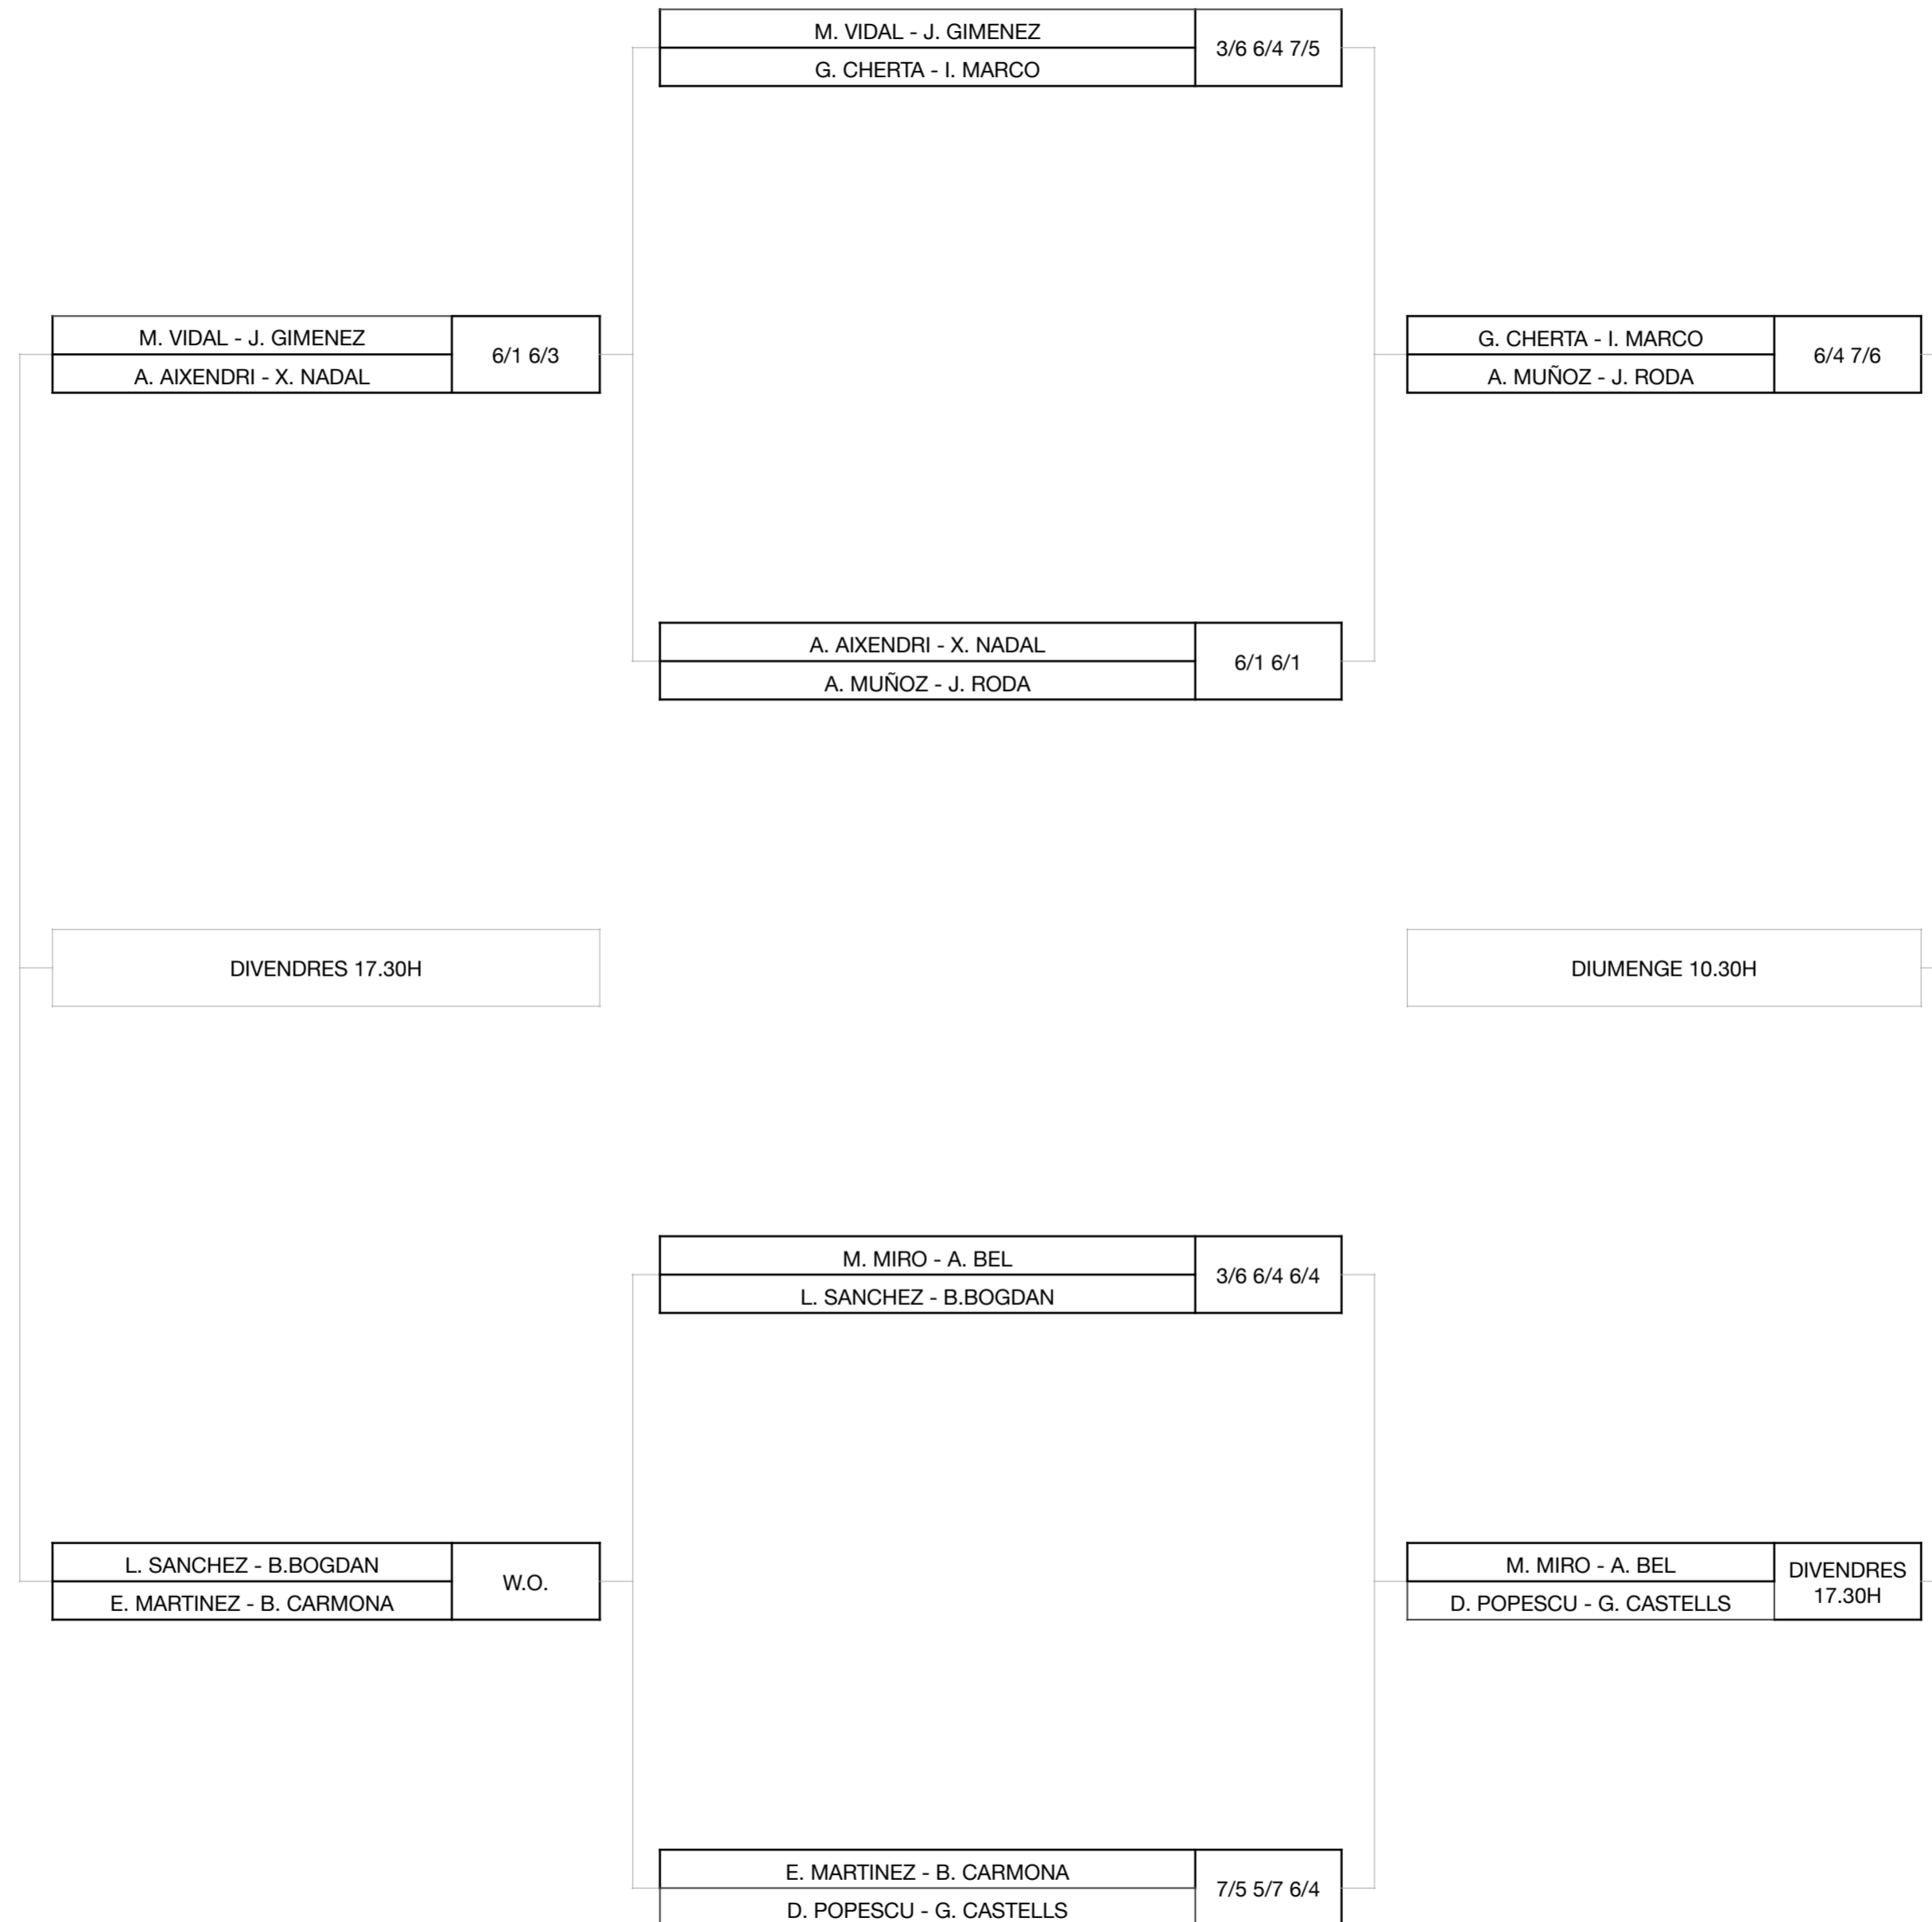 M. VIDAL - J. GIMENEZ
3/6 6/4 7/5
G. CHERTA - I. MARCO
M. VIDAL - J. GIMENEZ
6/1 6/3
A. AIXENDRI - X. NADAL
G. CHERTA - I. MARCO
6/4 7/6
A. MUÑOZ - J. RODA
A. AIXENDRI - X. NADAL
6/1 6/1
A. MUÑOZ - J. RODA
DIVENDRES 17.30H
DIUMENGE 10.30H
M. MIRO - A. BEL
3/6 6/4 6/4
L. SANCHEZ - B.BOGDAN
L. SANCHEZ - B.BOGDAN
W.O.
E. MARTINEZ - B. CARMONA
M. MIRO - A. BEL
DIVENDRES
17.30H
D. POPESCU - G. CASTELLS
E. MARTINEZ - B. CARMONA
7/5 5/7 6/4
D. POPESCU - G. CASTELLS